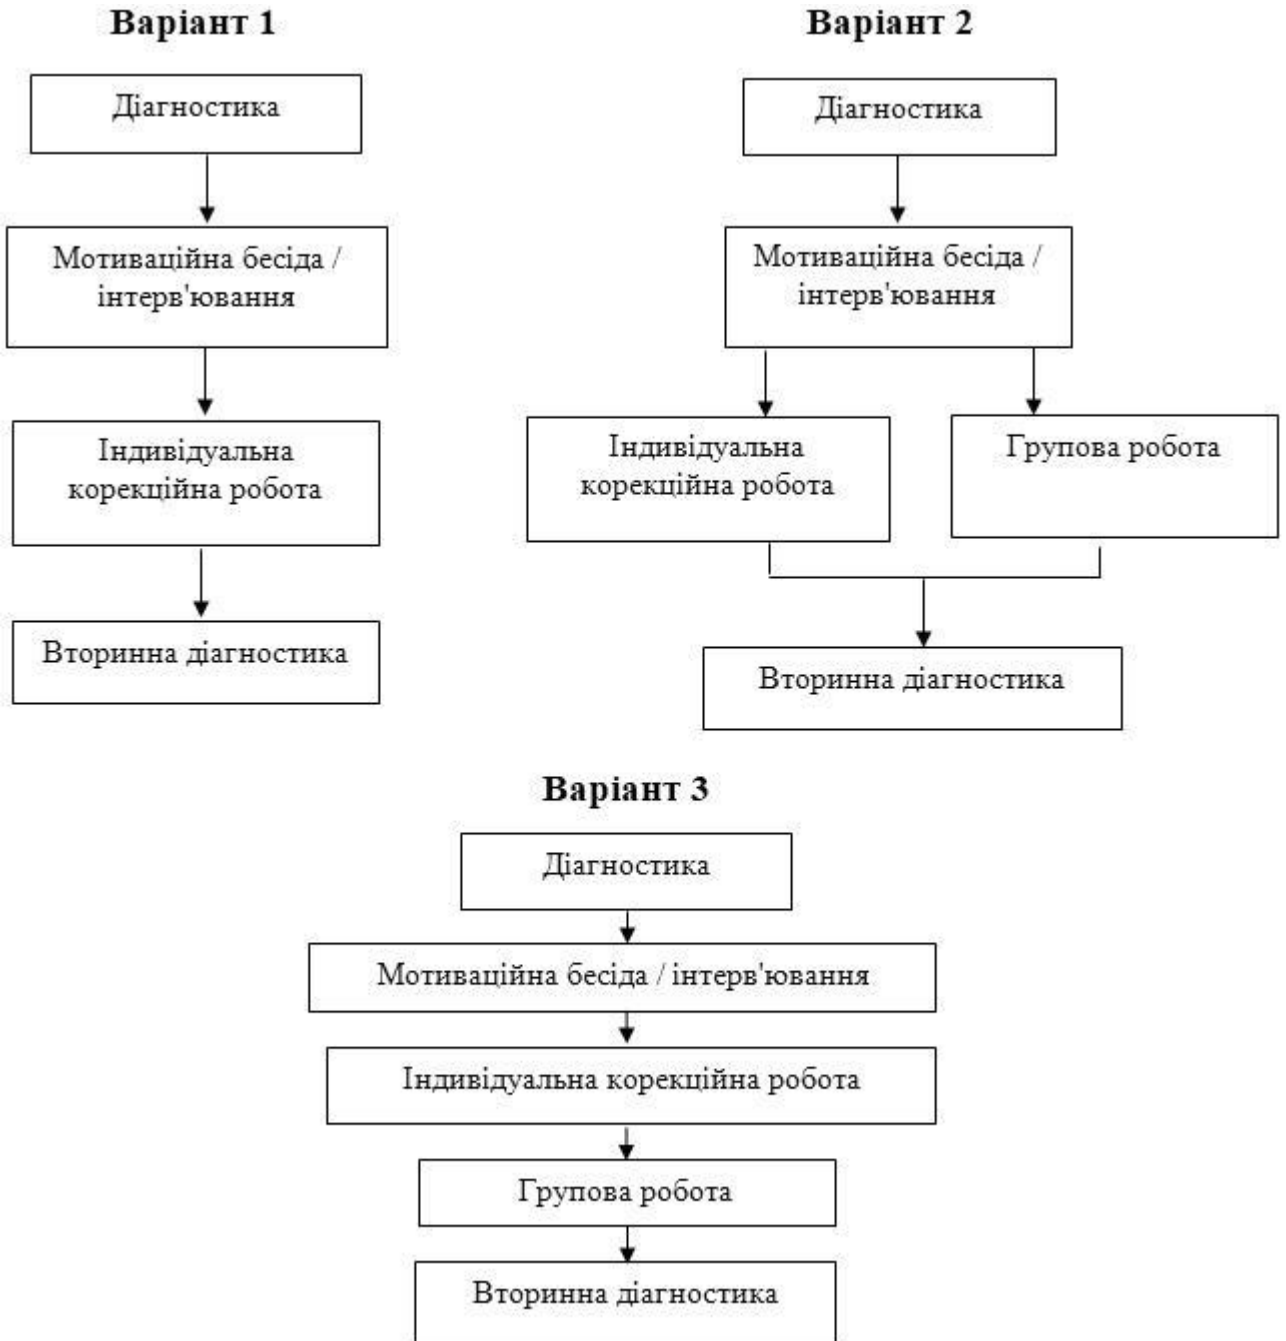 Варіант 1
Діагностика
Мотиваційна бесіда /
інтерв'ювання
Індивідуальна
корекційна робота
Вторинна діагностика
Варіант 2
Діагностика
Мотиваційна бесіда /
інтерв'ювання
Індивідуальна
корекційна робота
Групова робота
Вторинна діагностика
Варіант 3
Діагностика
Мотиваційна бесіда / інтерв'ювання
Індивідуальна корекційна робота
Групова робота
Вторинна діагностика